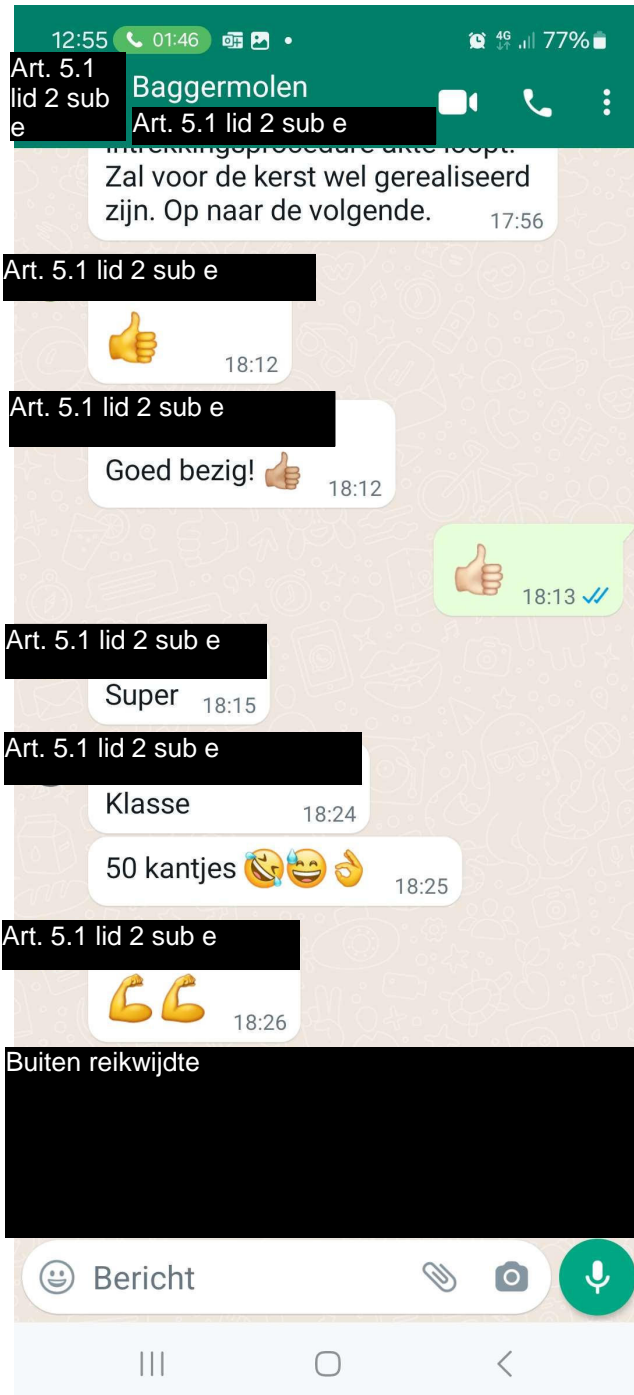 12:55 01:46 4G 77%
Art. 5.1
lid 2 sub
e
Baggermolen
Art. 5.1 lid 2 sub e
intrekkingsprocedure akte loopt.
Zal voor de kerst wel gerealiseerd
zijn. Op naar de volgende. 17:56
Art. 5.1 lid 2 sub e
👍 18:12
Art. 5.1 lid 2 sub e
Goed bezig! 👍🏼 18:12
👍🏻 18:13
Art. 5.1 lid 2 sub e
Super 18:15
Art. 5.1 lid 2 sub e
Klasse 18:24
50 kantjes 🤣😅👌 18:25
Art. 5.1 lid 2 sub e
💪💪 18:26
Buiten reikwijdte
Bericht